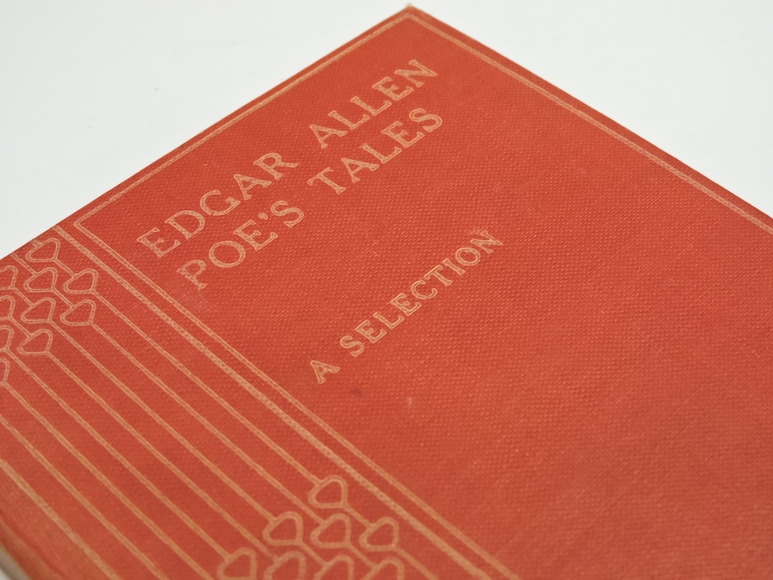 EDGAR ALLEN
POE'S TALES
A SELECTION